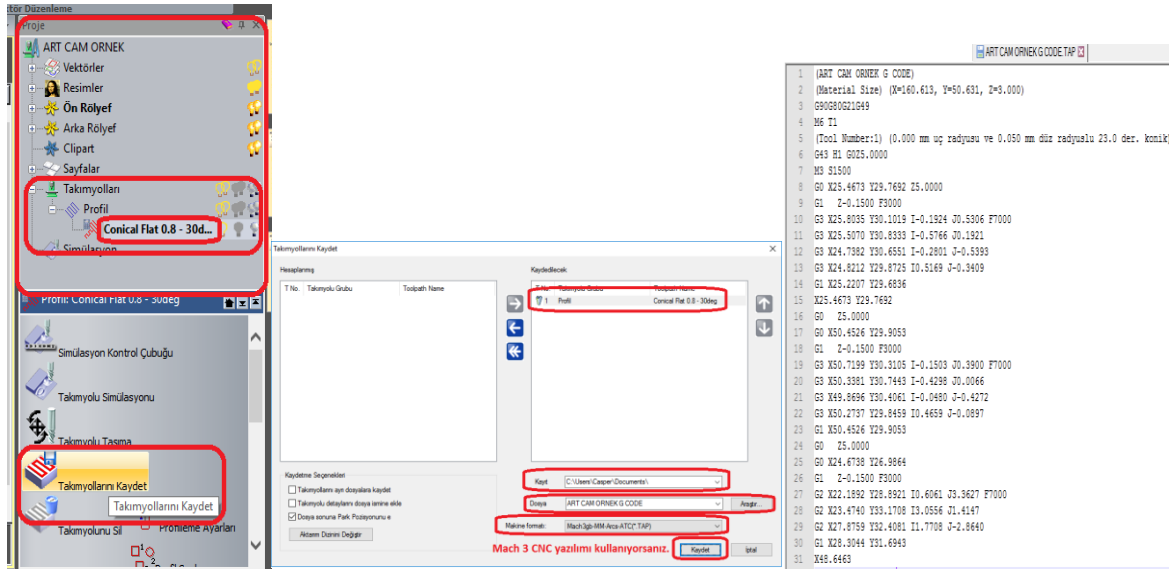 tör Düzenleme
Proje
ART CAM ORNEK
Vektörler
Resimler
Ön Rölyef
Arka Rölyef
Clipart
Sayfalar
Takımyolları
Profil
Conical Flat 0.8 - 30d...
Simülasyon
Profil: Conical Flat 0.8 - 30deg
Simülasyon Kontrol Çubuğu
Takımyolu Simülasyonu
Takımyolu Taşıma
Takımyollarını Kaydet
Takımyollarını Kaydet
Takımyolunu Sil
Profilleme Ayarları
Takımyollarını Kaydet
Hesaplanmış
T No. Takımyolu Grubu Toolpath Name
Kaydedilecek
T No. Takımyolu Grubu Toolpath Name
1 Profil Conical Flat 0.8 - 30deg
Kaydetme Seçenekleri
Takımyollarını ayrı dosyalara kaydet
Takımyolu detaylarını dosya ismine ekle
Dosya sonuna Park Pozisyonunu e
Aktarım Dizinini Değiştir
Kayıt C:\Users\Casper\Documents\
Dosya ART CAM ORNEK G CODE Araştır...
Makine formatı: Mach3gb-MM-Arcs-ATC(*.TAP)
Mach 3 CNC yazılımı kullanıyorsanız.
Kaydet İptal
ART CAM ORNEK G CODE.TAP
1 (ART CAM ORNEK G CODE)
2 (Material Size) (X=160.613, Y=50.631, Z=3.000)
3 G90G80G21G49
4 M6 T1
5 (Tool Number:1) (0.000 mm uç radyusu ve 0.050 mm düz radyuslu 23.0 der. konik)
6 G43 H1 G0Z5.0000
7 M3 S1500
8 G0 X25.4673 Y29.7692 Z5.0000
9 G1 Z-0.1500 F3000
10 G3 X25.8035 Y30.1019 I-0.1924 J0.5306 F7000
11 G3 X25.5070 Y30.8333 I-0.5766 J0.1921
12 G3 X24.7382 Y30.6551 I-0.2801 J-0.5393
13 G3 X24.8212 Y29.8725 I0.5169 J-0.3409
14 G1 X25.2207 Y29.6836
15 X25.4673 Y29.7692
16 G0 Z5.0000
17 G0 X50.4526 Y29.9053
18 G1 Z-0.1500 F3000
19 G3 X50.7199 Y30.3105 I-0.1503 J0.3900 F7000
20 G3 X50.3381 Y30.7443 I-0.4298 J0.0066
21 G3 X49.8696 Y30.4061 I-0.0480 J-0.4272
22 G3 X50.2737 Y29.8459 I0.4659 J-0.0897
23 G1 X50.4526 Y29.9053
24 G0 Z5.0000
25 G0 X24.6738 Y26.9864
26 G1 Z-0.1500 F3000
27 G2 X22.1892 Y28.8921 I0.6061 J3.3627 F7000
28 G2 X23.4740 Y33.1708 I3.0556 J1.4147
29 G2 X27.8759 Y32.4081 I1.7708 J-2.8640
30 G1 X28.3044 Y31.6943
31 X48.6463